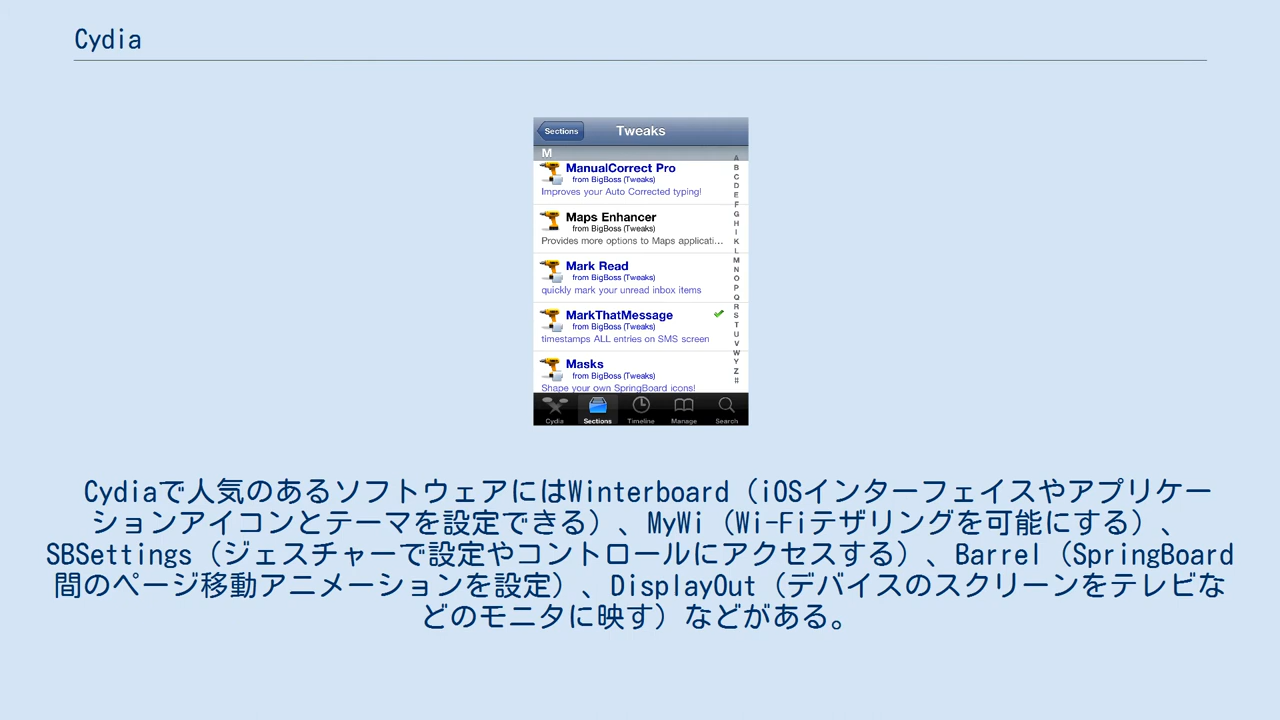 Cydia
Sections
Tweaks
M
ManualCorrect Pro
from BigBoss (Tweaks)
Improves your Auto Corrected typing!
Maps Enhancer
from BigBoss (Tweaks)
Provides more options to Maps applicati...
Mark Read
from BigBoss (Tweaks)
quickly mark your unread inbox items
MarkThatMessage
from BigBoss (Tweaks)
timestamps ALL entries on SMS screen
Masks
from BigBoss (Tweaks)
Shape your own SpringBoard icons!
A
B
C
D
E
F
G
H
I
K
L
M
N
O
P
Q
R
S
T
U
V
W
Y
Z
#
Cydia Sections Timeline Manage Search
Cydiaで人気のあるソフトウェアにはWinterboard（iOSインターフェイスやアプリケー
ションアイコンとテーマを設定できる）、MyWi（Wi-Fiテザリングを可能にする）、
SBSettings（ジェスチャーで設定やコントロールにアクセスする）、Barrel（SpringBoard
間のページ移動アニメーションを設定）、DisplayOut（デバイスのスクリーンをテレビな
どのモニタに映す）などがある。